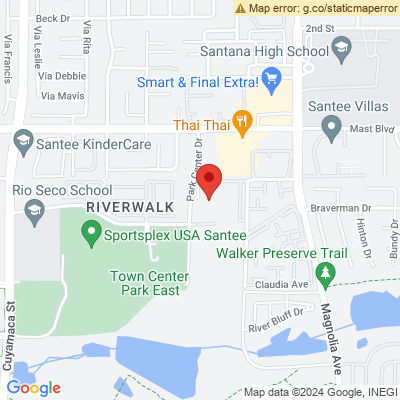 Map error: g.co/staticmaperror
Beck Dr
2nd St
Via Francis
Via Leslie
Via Rita
Santana High School
Via Debbie
Smart & Final Extra!
Via Mavis
Santee Villas
Thai Thai
Mast Blvd
Santee KinderCare
Park Center Dr
Rio Seco School
RIVERWALK
Braverman Dr
Sportsplex USA Santee
Hinton Dr
Bundy Dr
Walker Preserve Trail
Town Center
Park East
Claudia Ave
Cuyamaca St
River Bluff Dr
Magnolia Ave
Google
Map data ©2024 Google, INEGI